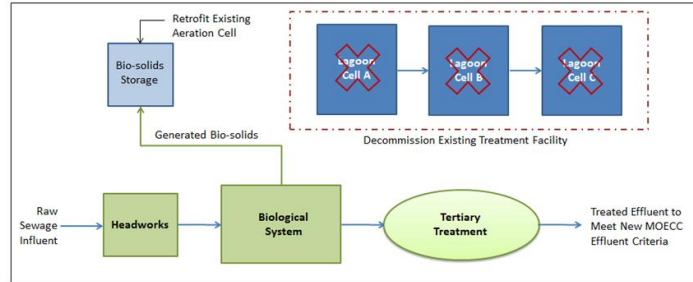 Retrofit Existing
Aeration Cell
Bio-solids
Storage
Lagoon
Cell A
Lagoon
Cell B
Lagoon
Cell C
Generated Bio-solids
Decommission Existing Treatment Facility
Raw
Sewage
Influent
Headworks
Biological
System
Tertiary
Treatment
Treated Effluent to
Meet New MOECC
Effluent Criteria